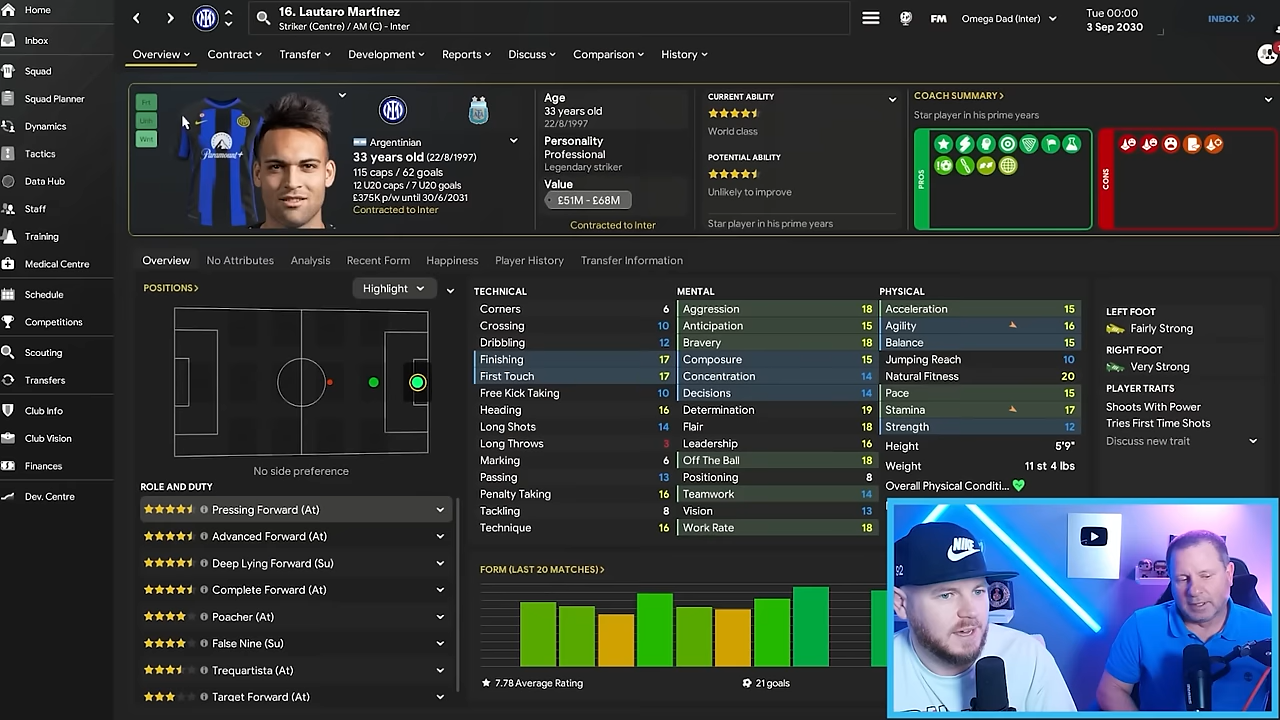 Home
Inbox
Squad
Squad Planner
Dynamics
Tactics
Data Hub
Staff
Training
Medical Centre
Schedule
Competitions
Scouting
Transfers
Club Info
Club Vision
Finances
Dev. Centre
16. Lautaro Martínez
Striker (Centre) / AM (C) - Inter
FM
Omega Dad (Inter)
Tue 00:00
3 Sep 2030
INBOX
Overview
Contract
Transfer
Development
Reports
Discuss
Comparison
History
Frt
Wnt
Paramount+
Argentinian
33 years old (22/8/1997)
115 caps / 62 goals
12 U20 caps / 7 U20 goals
£375K p/w until 30/6/2031
Contracted to Inter
Age
33 years old
22/8/1997
Personality
Professional
Legendary striker
Value
£51M - £68M
Contracted to Inter
CURRENT ABILITY
World class
POTENTIAL ABILITY
Unlikely to improve
Star player in his prime years
COACH SUMMARY >
Star player in his prime years
PROS
CONS
Overview
No Attributes
Analysis
Recent Form
Happiness
Player History
Transfer Information
POSITIONS >
Highlight
No side preference
ROLE AND DUTY
Pressing Forward (At)
Advanced Forward (At)
Deep Lying Forward (Su)
Complete Forward (At)
Poacher (At)
False Nine (Su)
Trequartista (At)
Target Forward (At)
TECHNICAL
Corners 6
Crossing 10
Dribbling 12
Finishing 17
First Touch 17
Free Kick Taking 10
Heading 16
Long Shots 14
Long Throws 3
Marking 6
Passing 13
Penalty Taking 16
Tackling 8
Technique 16
MENTAL
Aggression 18
Anticipation 15
Bravery 18
Composure 15
Concentration 14
Decisions 14
Determination 19
Flair 18
Leadership 16
Off The Ball 18
Positioning 8
Teamwork 14
Vision 13
Work Rate 18
PHYSICAL
Acceleration 15
Agility 16
Balance 15
Jumping Reach 10
Natural Fitness 20
Pace 15
Stamina 17
Strength 12
Height 5'9"
Weight 11 st 4 lbs
Overall Physical Conditi...
LEFT FOOT
Fairly Strong
RIGHT FOOT
Very Strong
PLAYER TRAITS
Shoots With Power
Tries First Time Shots
Discuss new trait
FORM (LAST 20 MATCHES) >
7.78 Average Rating
21 goals
NIKE